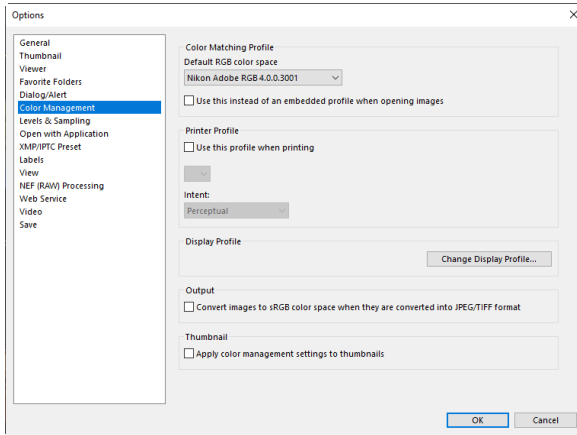 Options
General
Thumbnail
Viewer
Favorite Folders
Dialog/Alert
Color Management
Levels & Sampling
Open with Application
XMP/IPTC Preset
Labels
View
NEF (RAW) Processing
Web Service
Video
Save
Color Matching Profile
Default RGB color space
Nikon Adobe RGB 4.0.0.3001
Use this instead of an embedded profile when opening images
Printer Profile
Use this profile when printing
Intent:
Perceptual
Display Profile
Change Display Profile...
Output
Convert images to sRGB color space when they are converted into JPEG/TIFF format
Thumbnail
Apply color management settings to thumbnails
OK Cancel